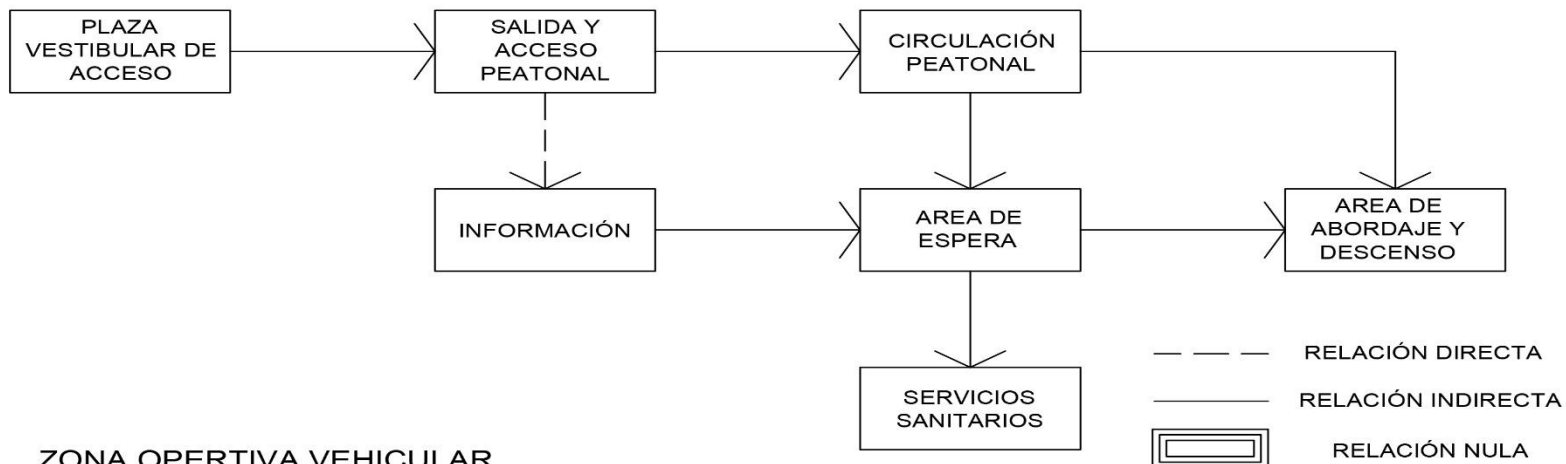 PLAZA
VESTIBULAR DE
ACCESO
SALIDA Y
ACCESO
PEATONAL
CIRCULACIÓN
PEATONAL
INFORMACIÓN
AREA DE
ESPERA
AREA DE
ABORDAJE Y
DESCENSO
SERVICIOS
SANITARIOS
RELACIÓN DIRECTA
RELACIÓN INDIRECTA
RELACIÓN NULA
ZONA OPERTIVA VEHICULAR